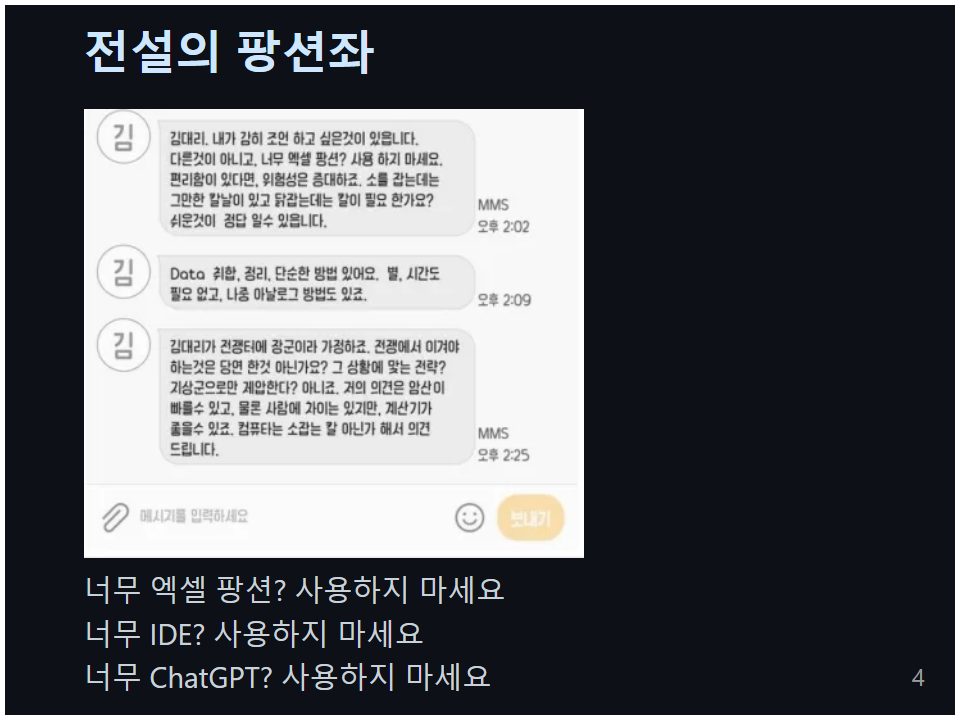 전설의 팡션좌
김
김대리. 내가 감히 조언 하고 싶은것이 있읍니다.
다른것이 아니고, 너무 엑셀 팡션? 사용 하지 마세요.
편리함이 있다면, 위험성은 증대하죠. 소를 잡는데는
그만한 칼날이 있고 닭잡는데는 칼이 필요 한가요?
쉬운것이 정답 일수 있읍니다.
MMS
오후 2:02
김
Data 취합, 정리, 단순한 방법 있어요. 별, 시간도
필요 없고, 나중 아날로그 방법도 있죠.
오후 2:09
김
김대리가 전쟁터에 장군이라 가정하죠. 전쟁에서 이겨야
하는것은 당연 한것 아닌가요? 그 상황에 맞는 전략?
지상군으로만 제압한다? 아니죠. 저의 의견은 암산이
빠를수 있고, 물론 사람에 차이는 있지만, 계산기가
좋을수 있죠. 컴퓨타는 소잡는 칼 아닌가 해서 의견
드립니다.
MMS
오후 2:25
메시지를 입력하세요
보내기
너무 엑셀 팡션? 사용하지 마세요
너무 IDE? 사용하지 마세요
너무 ChatGPT? 사용하지 마세요
4